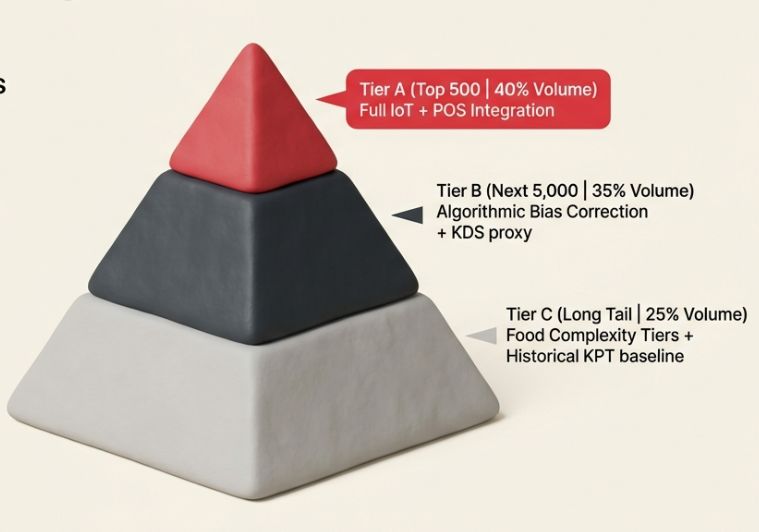 s
Tier A (Top 500 | 40% Volume)
Full IoT + POS Integration
Tier B (Next 5,000 | 35% Volume)
Algorithmic Bias Correction
+ KDS proxy
Tier C (Long Tail | 25% Volume)
Food Complexity Tiers +
Historical KPT baseline